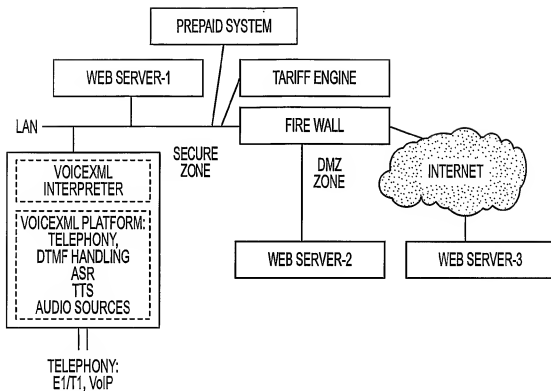 PREPAID SYSTEM
WEB SERVER-1
TARIFF ENGINE
LAN
FIRE WALL
SECURE
ZONE
DMZ
ZONE
INTERNET
VOICEXML
INTERPRETER
VOICEXML PLATFORM:
TELEPHONY,
DTMF HANDLING
ASR
TTS
AUDIO SOURCES
WEB SERVER-2
WEB SERVER-3
TELEPHONY:
E1/T1, VoIP